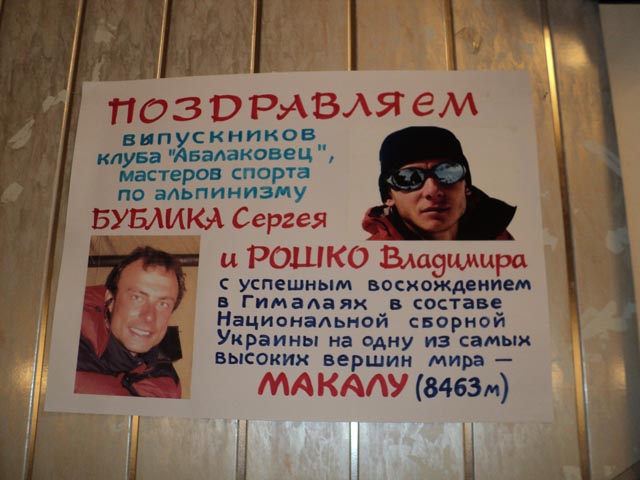 ПОЗДРАВЛЯЕМ
ВЫПУСКНИКОВ
КЛУБА "АБАЛАКОВЕЦ",
МАСТЕРОВ СПОРТА
ПО АЛЬПИНИЗМУ
БУБЛИКА Сергея
и РОШКО Владимира
С УСПЕШНЫМ ВОСХОЖДЕНИЕМ
В ГИМАЛАЯХ В СОСТАВЕ
НАЦИОНАЛЬНОЙ СБОРНОЙ
УКРАИНЫ НА ОДНУ ИЗ САМЫХ
ВЫСОКИХ ВЕРШИН МИРА —
МАКАЛУ (8463м)